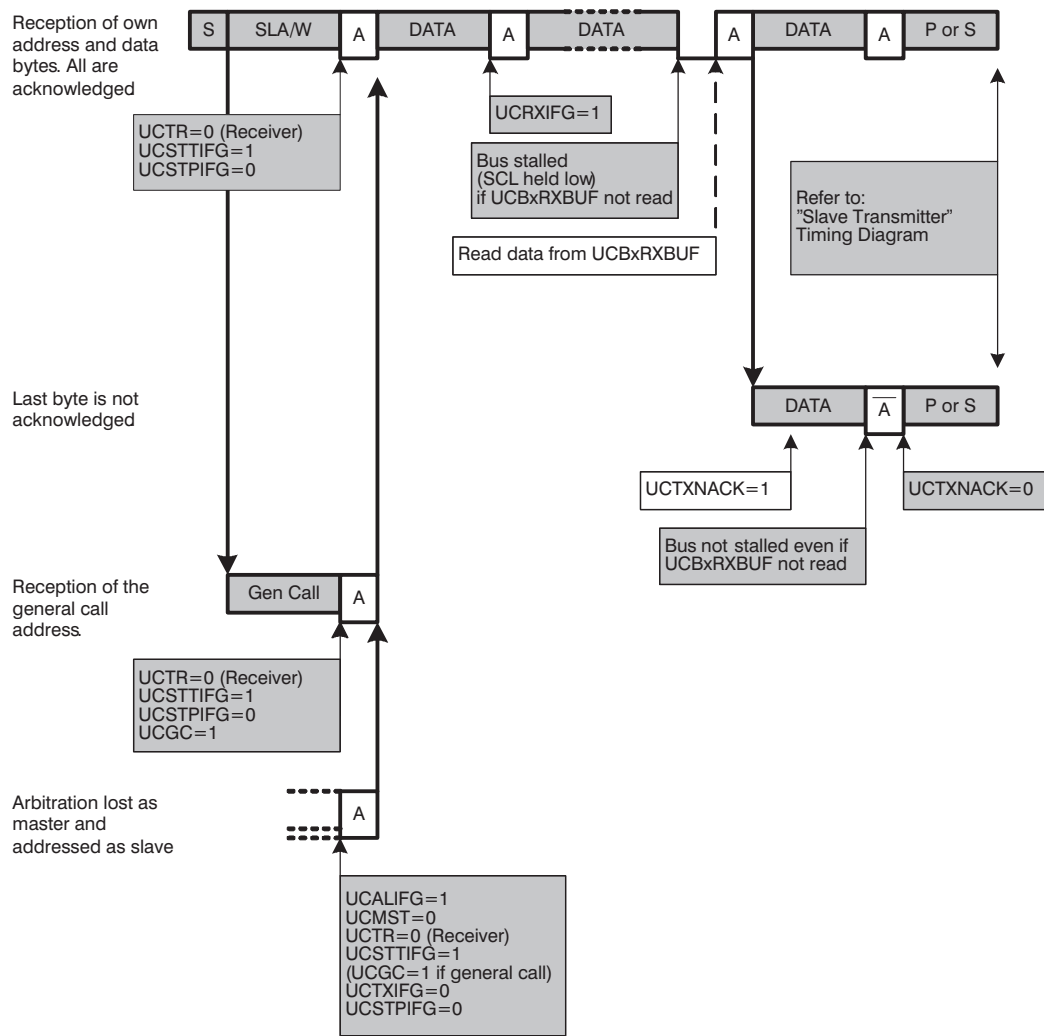 Reception of own
address and data
bytes. All are
acknowledged
S
SLA/W
A
DATA
A
DATA
A
DATA
A
P or S
UCTR=0 (Receiver)
UCSTTIFG=1
UCSTPIFG=0
UCRXIFG=1
Bus stalled
(SCL held low)
if UCBxRXBUF not read
Read data from UCBxRXBUF
Refer to:
”Slave Transmitter”
Timing Diagram
Last byte is not
acknowledged
DATA
A
P or S
UCTXNACK=1
UCTXNACK=0
Bus not stalled even if
UCBxRXBUF not read
Reception of the
general call
address.
Gen Call
A
UCTR=0 (Receiver)
UCSTTIFG=1
UCSTPIFG=0
UCGC=1
Arbitration lost as
master and
addressed as slave
A
UCALIFG=1
UCMST=0
UCTR=0 (Receiver)
UCSTTIFG=1
(UCGC=1 if general call)
UCTXIFG=0
UCSTPIFG=0